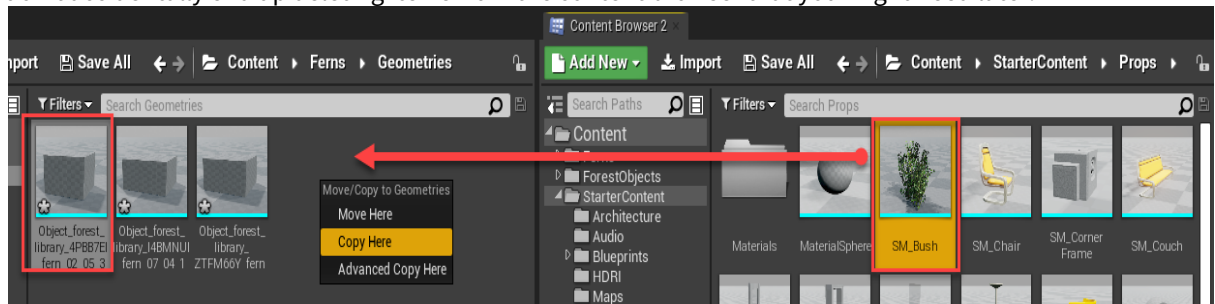 Content Browser 2
mport Save All Content Ferns Geometries
Add New Import Save All Content StarterContent Props
Filters Search Geometries
Search Paths Filters Search Props
Content
ForestObjects
StarterContent
Architecture
Audio
Blueprints
HDRI
Maps
Object_forest_
library_4PBB7EI
fern_02_05_3
Object_forest_
library_I4BMNUI
fern_07_04_1
Object_forest_
library_
ZTFM66Y_fern
Move/Copy to Geometries
Move Here
Copy Here
Advanced Copy Here
Materials
MaterialSphere
SM_Bush
SM_Chair
SM_Corner
Frame
SM_Couch